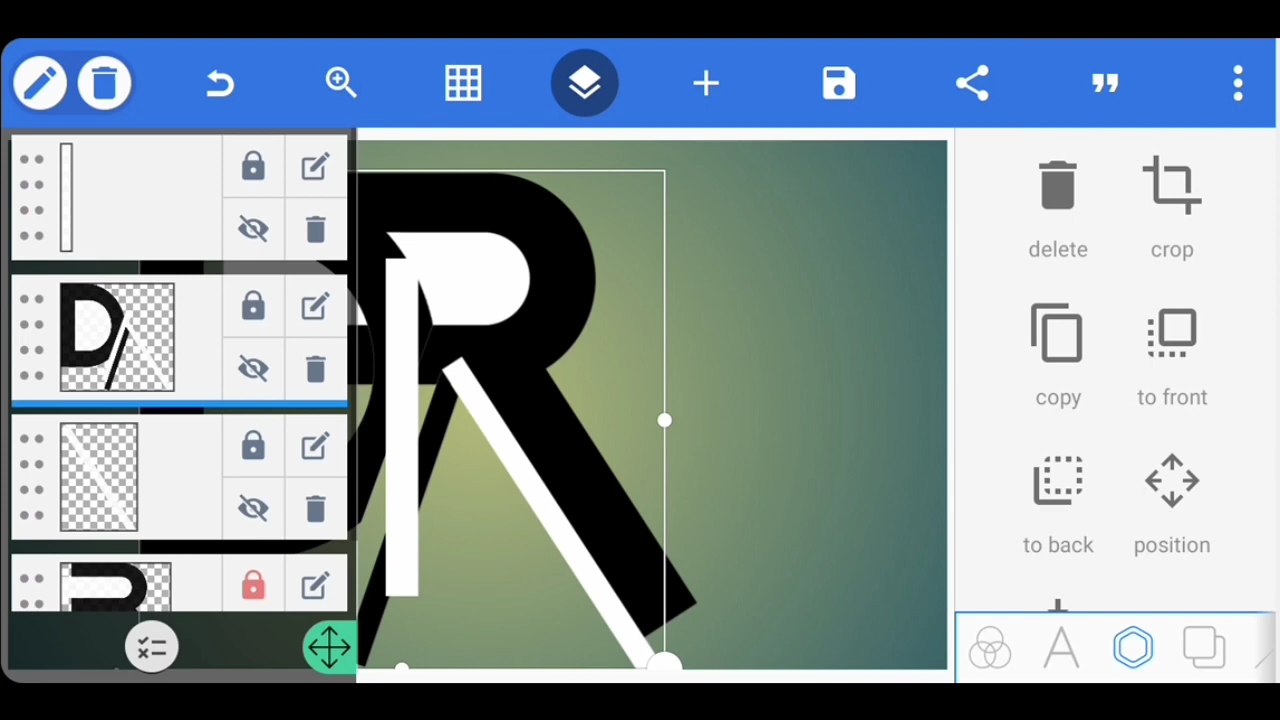 delete
crop
copy
to front
to back
position
R
D
A